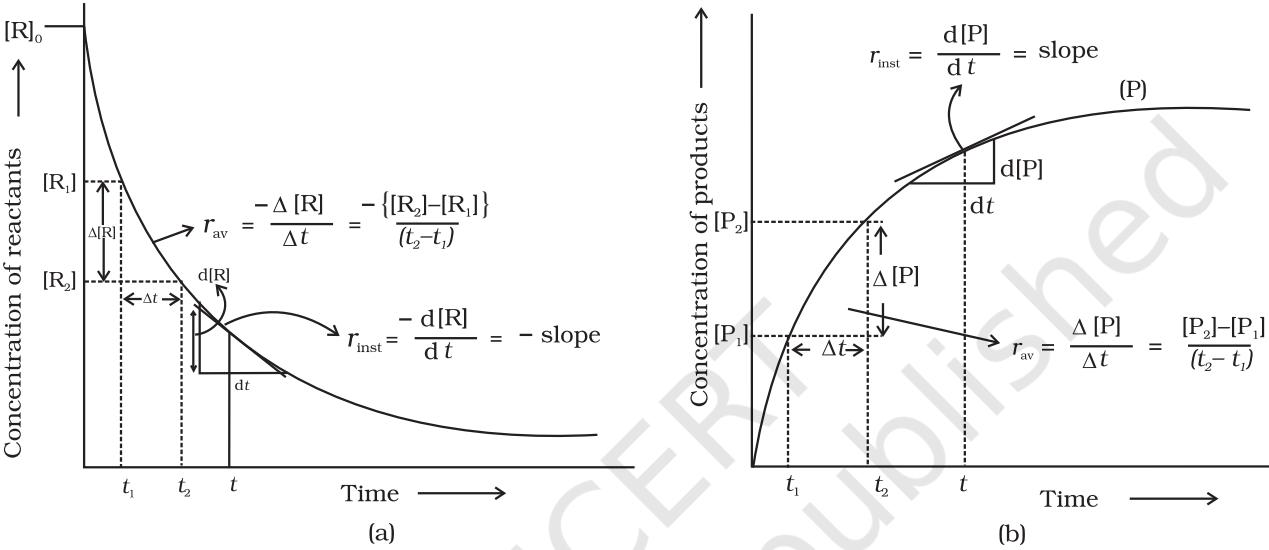 [R]₀
Concentration of reactants
[R₁]
Δ[R]
[R₂]
Δt
r_av = −Δ[R]/Δt = −{[R₂]–[R₁]}/(t₂–t₁)
d[R]
r_inst = −d[R]/dt = − slope
dt
t₁ t₂ t
Time
(a)
Concentration of products
r_inst = d[P]/dt = slope
(P)
d[P]
dt
[P₂]
Δ[P]
[P₁]
Δt
r_av = Δ[P]/Δt = [P₂]–[P₁]/(t₂– t₁)
t₁ t₂ t
Time
(b)
NCERT
published